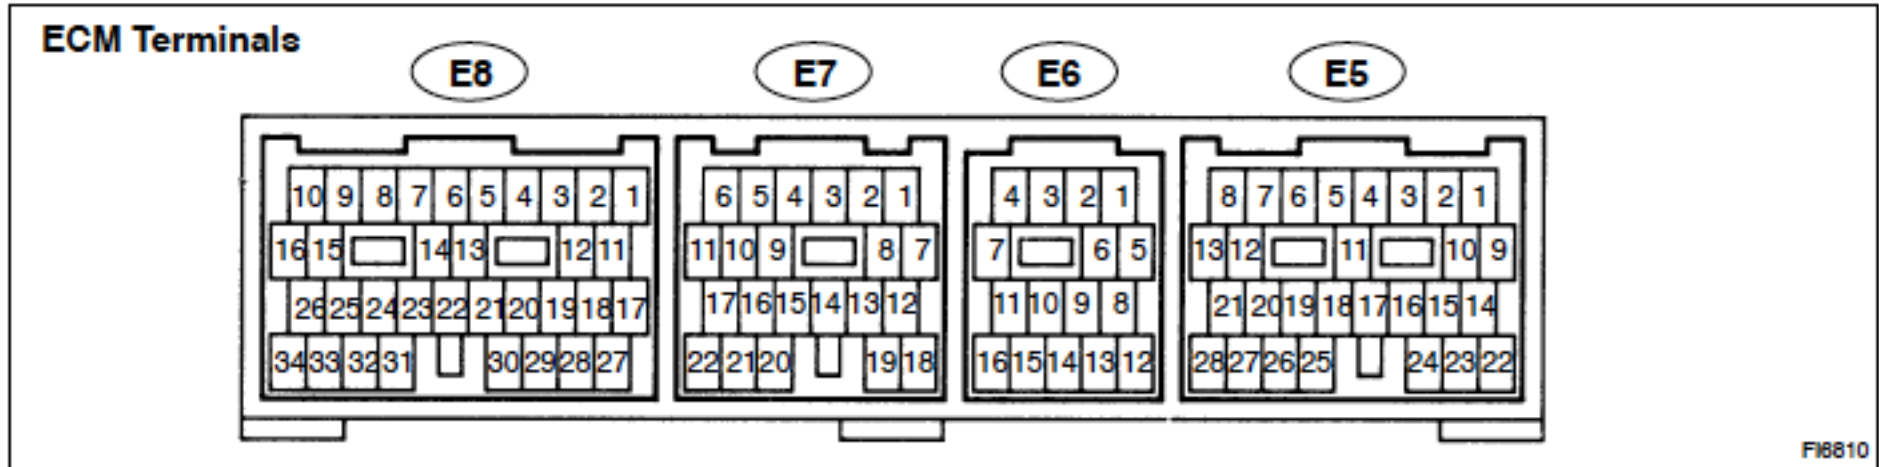 ECM Terminals
E8 E7 E6 E5
10 9 8 7 6 5 4 3 2 1 6 5 4 3 2 1 4 3 2 1 8 7 6 5 4 3 2 1
16 15 14 13 12 11 11 10 9 8 7 7 6 5 13 12 11 10 9
26 25 24 23 22 21 20 19 18 17 17 16 15 14 13 12 11 10 9 8 21 20 19 18 17 16 15 14
34 33 32 31 30 29 28 27 22 21 20 19 18 16 15 14 13 12 28 27 26 25 24 23 22
FI6810